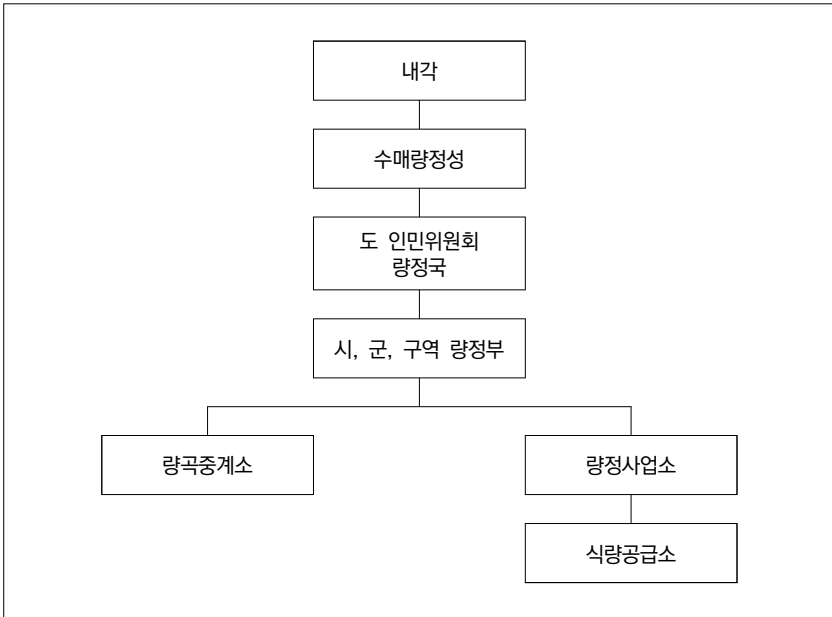 내각
수매량정성
도 인민위원회
량정국
시, 군, 구역 량정부
량곡중계소
량정사업소
식량공급소